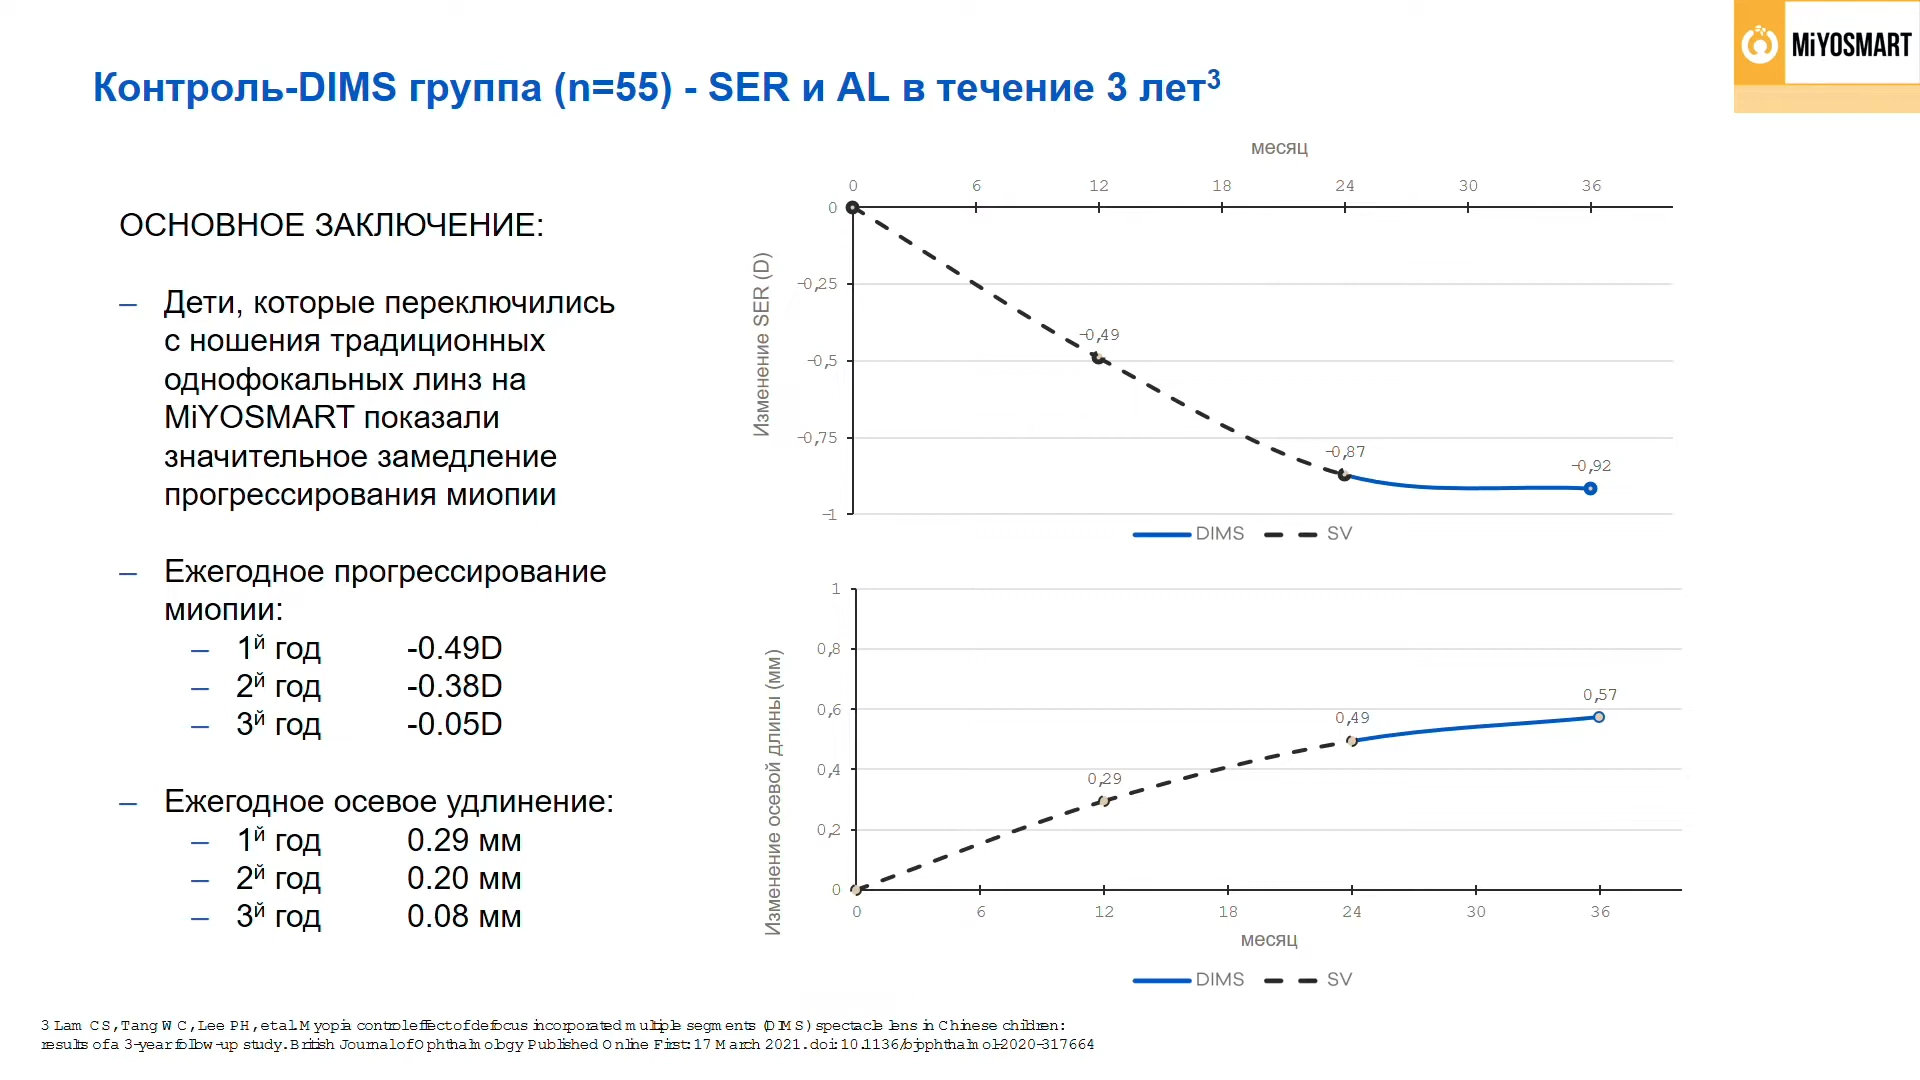 MiYOSMART
Контроль-DIMS группа (n=55) - SER и AL в течение 3 лет³
ОСНОВНОЕ ЗАКЛЮЧЕНИЕ:
– Дети, которые переключились
с ношения традиционных
однофокальных линз на
MiYOSMART показали
значительное замедление
прогрессирования миопии
– Ежегодное прогрессирование
миопии:
– 1й год -0.49D
– 2й год -0.38D
– 3й год -0.05D
– Ежегодное осевое удлинение:
– 1й год 0.29 мм
– 2й год 0.20 мм
– 3й год 0.08 мм
месяц
0 6 12 18 24 30 36
Изменение SER (D)
0
-0,25
-0,5
-0,75
-1
-0,49
-0,87
-0,92
DIMS SV
Изменение осевой длины (мм)
1
0,8
0,6
0,4
0,2
0
0,29
0,49
0,57
0 6 12 18 24 30 36
месяц
DIMS SV
3 Lam CS, Tang WC, Lee PH, et al. Myopia control effect of defocus incorporated multiple segments (DIMS) spectacle lens in Chinese children:
results of a 3-year follow-up study. British Journal of Ophthalmology Published Online First: 17 March 2021. doi: 10.1136/bjophthalmol-2020-317664